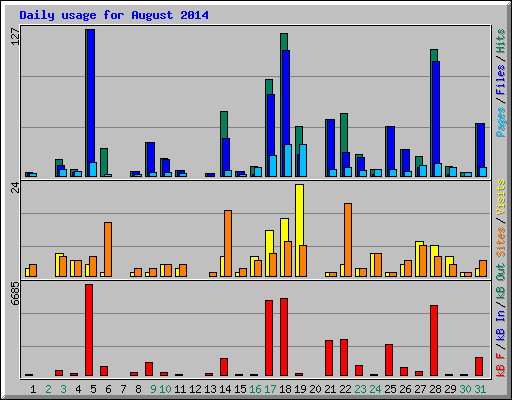 Daily usage for August 2014
127
24
6685
Pages / Files / Hits
Sites / Visits
kB F / kB In / kB Out
1 2 3 4 5 6 7 8 9 10 11 12 13 14 15 16 17 18 19 20 21 22 23 24 25 26 27 28 29 30 31